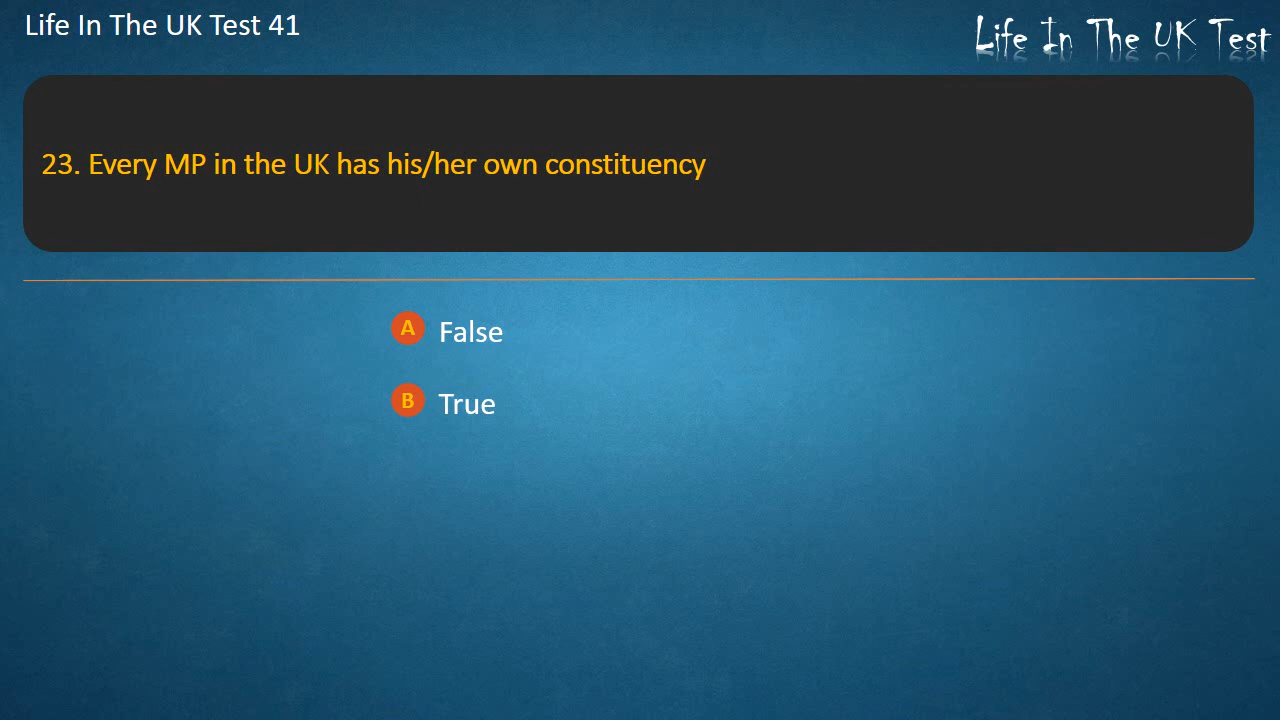 Life In The UK Test 41
Life In The UK Test
23. Every MP in the UK has his/her own constituency
A False
B True